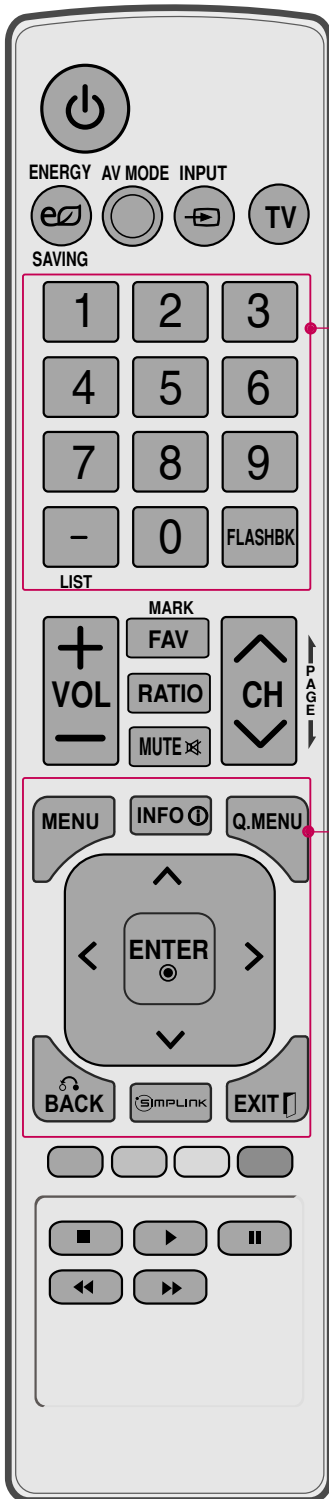 ENERGY AV MODE INPUT
TV
SAVING
1 2 3
4 5 6
7 8 9
- 0 FLASHBK
LIST
MARK
FAV
VOL RATIO CH
PAGE
MUTE
MENU INFO Q.MENU
ENTER
BACK SIMPLINK EXIT